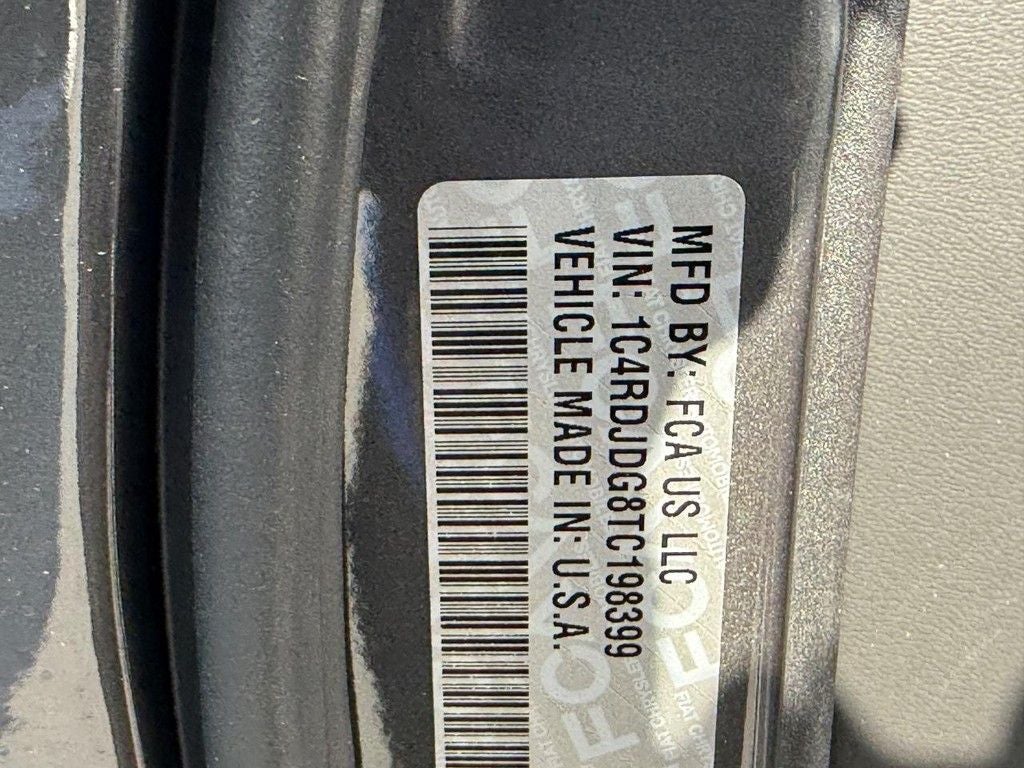 MFD BY: FCA US LLC
VIN: 1C4RDJDG8TC198399
VEHICLE MADE IN: U.S.A.